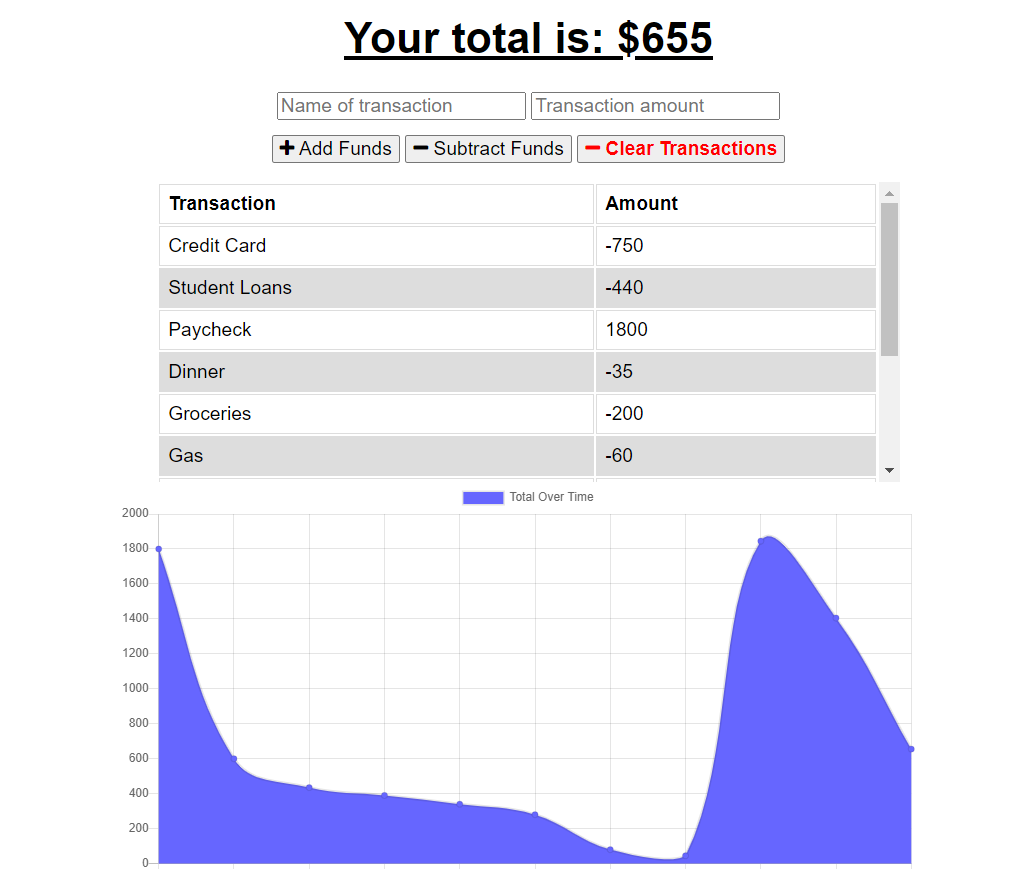 Your total is: $655
Name of transaction Transaction amount
Add Funds Subtract Funds Clear Transactions
Transaction Amount
Credit Card -750
Student Loans -440
Paycheck 1800
Dinner -35
Groceries -200
Gas -60
Total Over Time
2000
1800
1600
1400
1200
1000
800
600
400
200
0